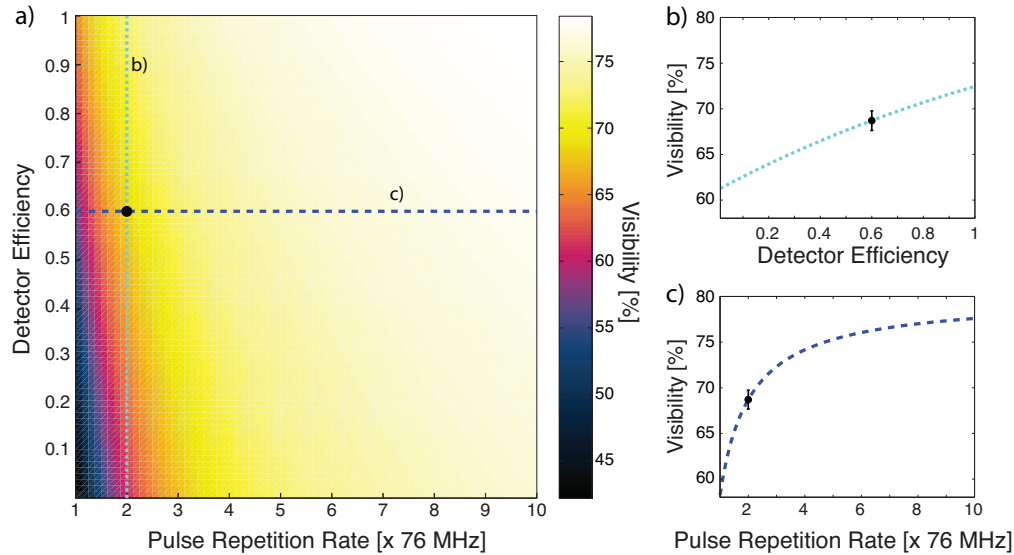 a)
1
0.9
0.8
0.7
0.6
0.5
0.4
0.3
0.2
0.1
Detector Efficiency
b)
c)
1 2 3 4 5 6 7 8 9 10
Pulse Repetition Rate [x 76 MHz]
75
70
65
60
55
50
45
Visibility [%]
b)
80
75
70
65
60
Visibility [%]
0.2 0.4 0.6 0.8 1
Detector Efficiency
c)
80
75
70
65
60
Visibility [%]
2 4 6 8 10
Pulse Repetition Rate [x 76 MHz]